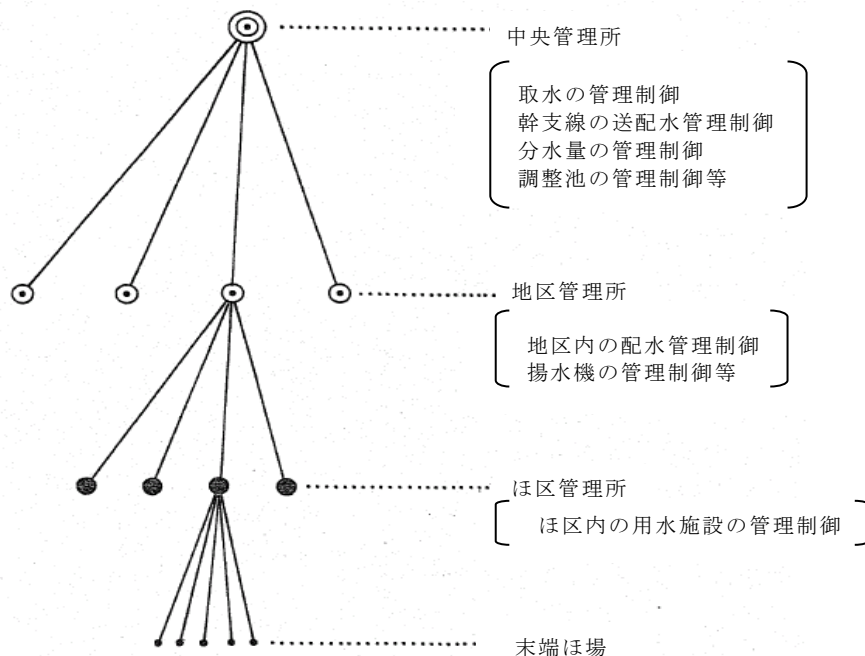 中央管理所
取水の管理制御
幹支線の送配水管理制御
分水量の管理制御
調整池の管理制御等
地区管理所
地区内の配水管理制御
揚水機の管理制御等
ほ区管理所
ほ区内の用水施設の管理制御
末端ほ場